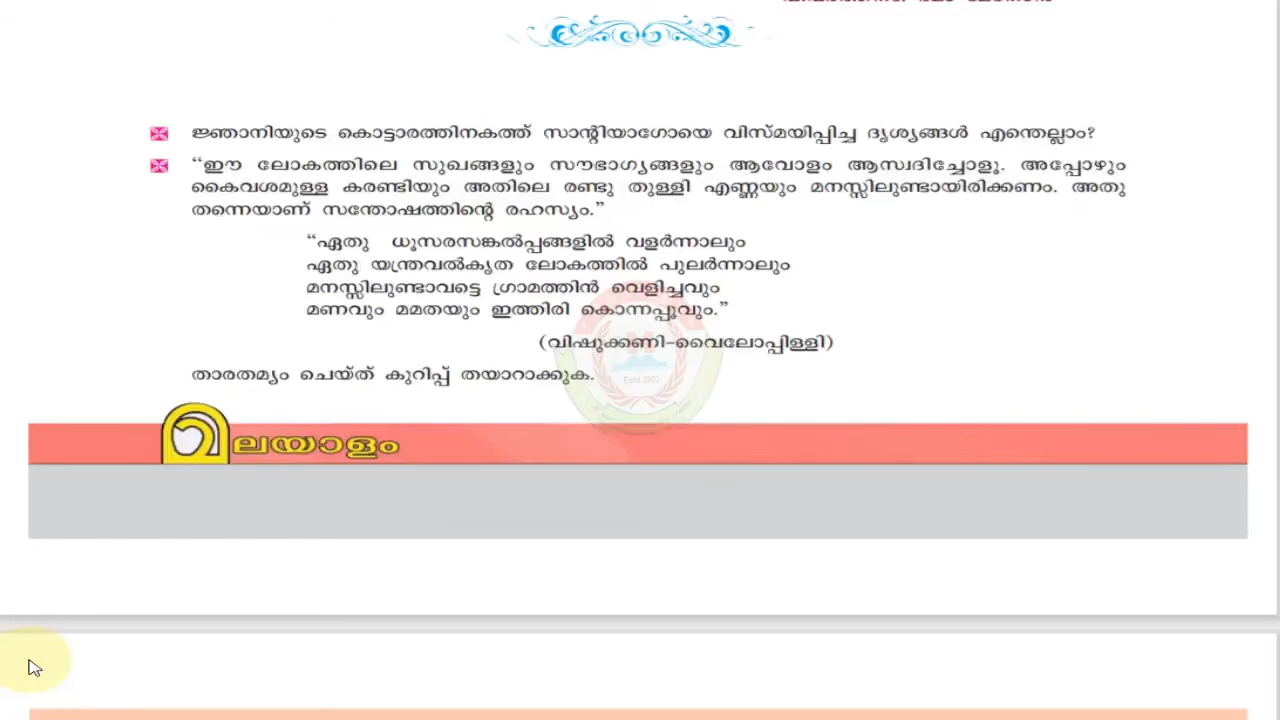 ജ്ഞാനിയുടെ കൊട്ടാരത്തിനകത്ത് സാന്റിയാഗോയെ വിസ്മയിപ്പിച്ച ദൃശ്യങ്ങൾ എന്തെല്ലാം?
“ഈ ലോകത്തിലെ സുഖങ്ങളും സൗഭാഗ്യങ്ങളും ആവോളം ആസ്വദിച്ചോളൂ. അപ്പോഴും
കൈവശമുള്ള കരണ്ടിയും അതിലെ രണ്ടു തുള്ളി എണ്ണയും മനസ്സിലുണ്ടായിരിക്കണം. അതു
തന്നെയാണ് സന്തോഷത്തിന്റെ രഹസ്യം.”
“ഏതു ധൂസരസങ്കൽപ്പങ്ങളിൽ വളർന്നാലും
ഏതു യന്ത്രവൽകൃത ലോകത്തിൽ പുലർന്നാലും
മനസ്സിലുണ്ടാവട്ടെ ഗ്രാമത്തിൻ വെളിച്ചവും
മണവും മമതയും ഇത്തിരി കൊന്നപ്പൂവും.”
(വിഷുക്കണി-വൈലോപ്പിള്ളി)
താരതമ്യം ചെയ്ത് കുറിപ്പ് തയാറാക്കുക.
Estd 2002
മലയാളം